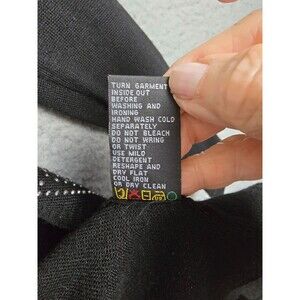 TURN GARMENT
INSIDE OUT
BEFORE
WASHING AND
IRONING
HAND WASH COLD
SEPARATELY
DO NOT BLEACH
DO NOT WRING
OR TWIST
USE MILD
DETERGENT
RESHAPE AND
DRY FLAT
COOL IRON
OR DRY CLEAN